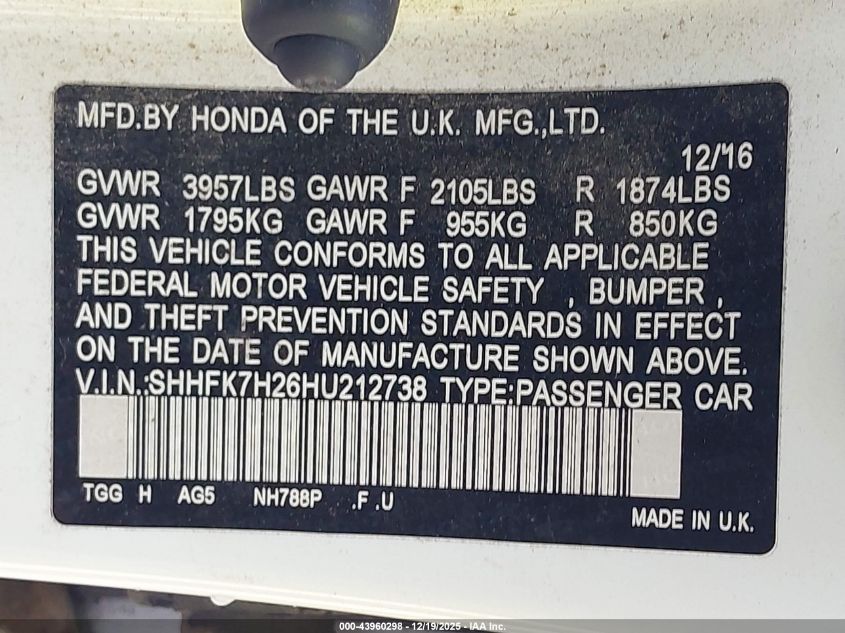 MFD.BY HONDA OF THE U.K. MFG.,LTD.
12/'16
GVWR 3957LBS GAWR F 2105LBS R 1874LBS
GVWR 1795KG GAWR F 955KG R 850KG
THIS VEHICLE CONFORMS TO ALL APPLICABLE
FEDERAL MOTOR VEHICLE SAFETY , BUMPER ,
AND THEFT PREVENTION STANDARDS IN EFFECT
ON THE DATE OF MANUFACTURE SHOWN ABOVE.
V.I.N.:SHHFK7H26HU212738 TYPE:PASSENGER CAR
TGG H AG5 NH788P .F .U
MADE IN U.K.
000-43960298 - 12/19/2025 - IAA Inc.